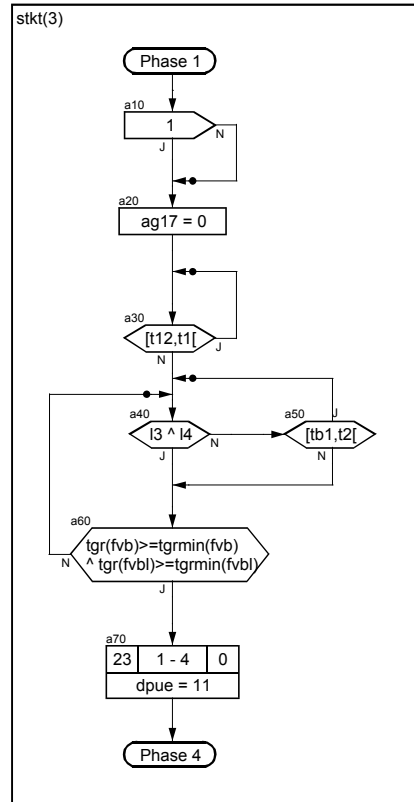 stkt(3)
Phase 1
a10
1
N
J
a20
ag17 = 0
a30
[t12,t1[
N
J
a40
l3 ^ l4
N
J
a50
J
[tb1,t2[
N
a60
tgr(fvb)>=tgrmin(fvb)
^ tgr(fvbl)>=tgrmin(fvbl)
N
J
a70
23 1 - 4 0
dpue = 11
Phase 4